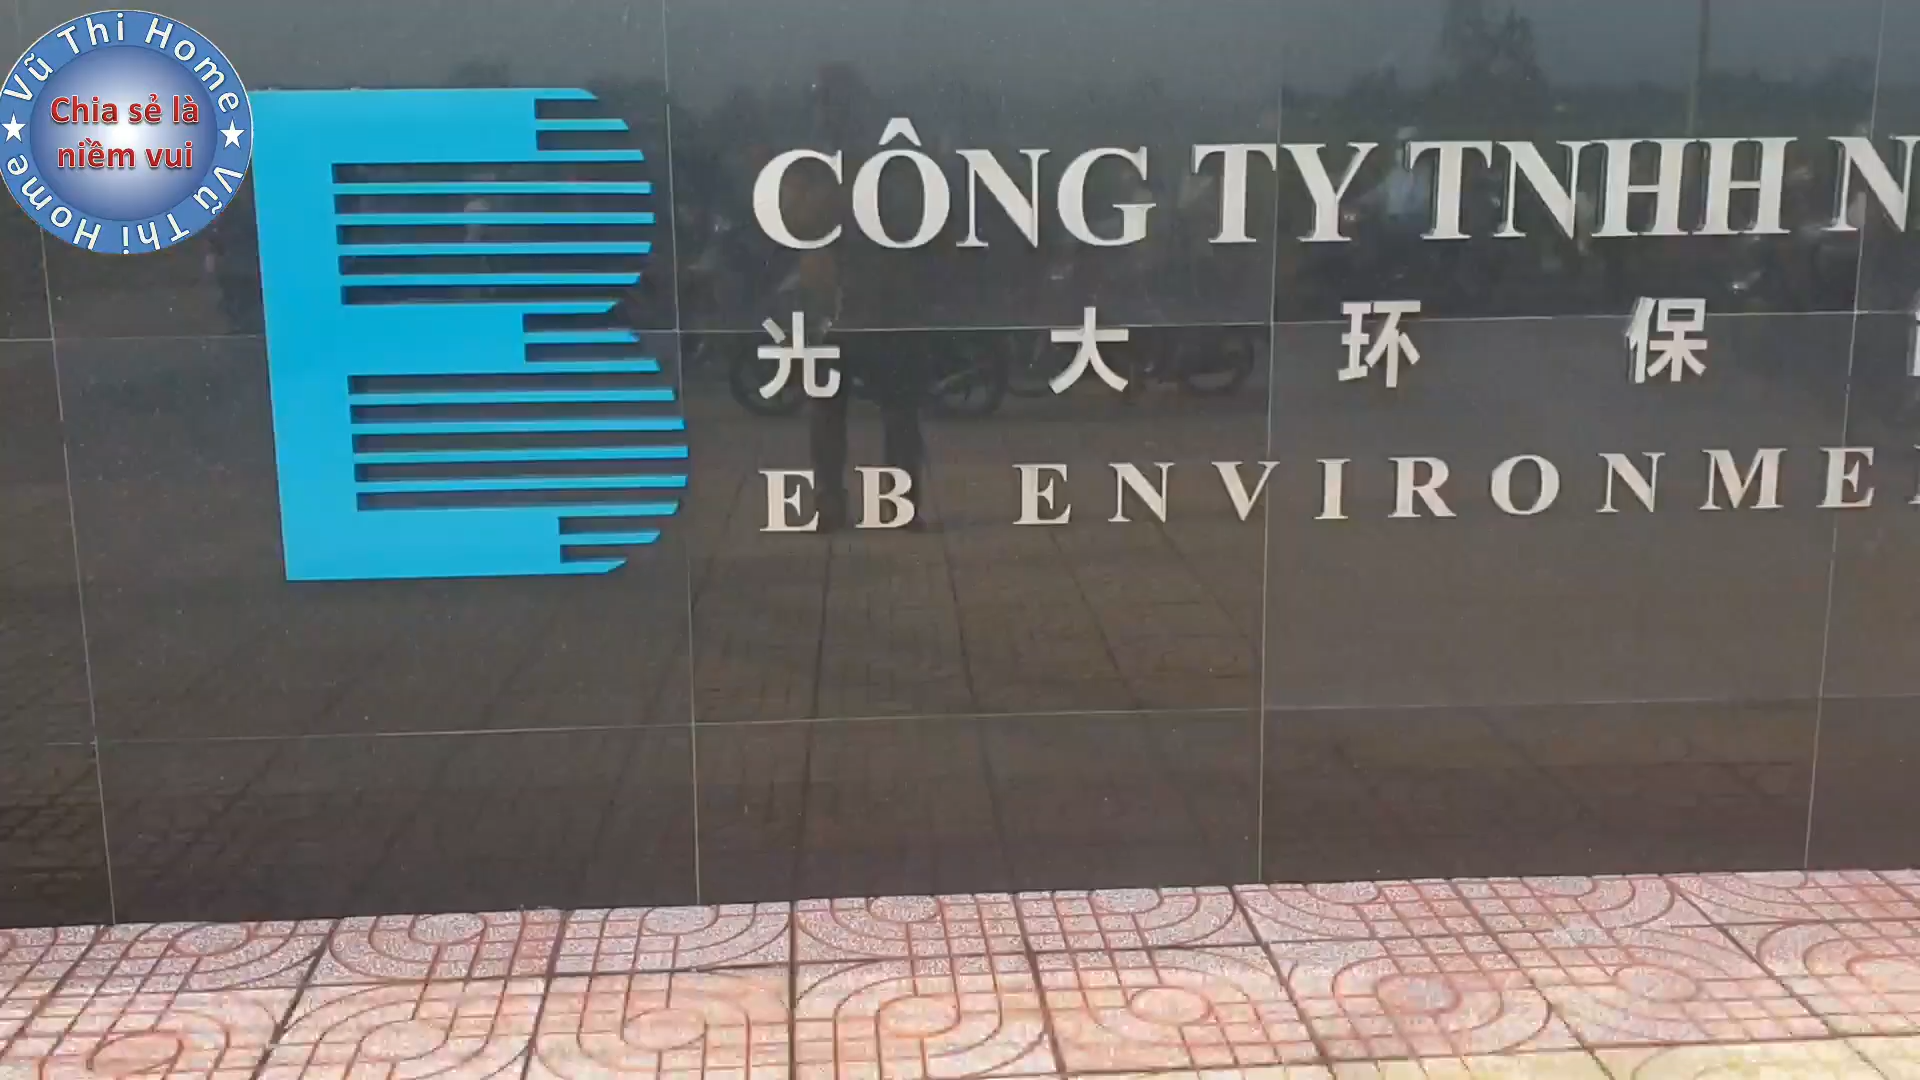 Vũ Thi Home
Chia sẻ là
niềm vui
Vũ Thi Home
CÔNG TY TNHH N
光大环保
EB ENVIRONME